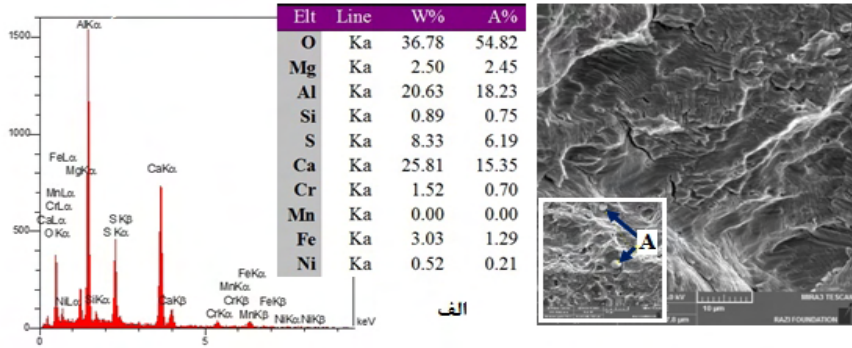 Elt Line W% A%
O Ka 36.78 54.82
Mg Ka 2.50 2.45
Al Ka 20.63 18.23
Si Ka 0.89 0.75
S Ka 8.33 6.19
Ca Ka 25.81 15.35
Cr Ka 1.52 0.70
Mn Ka 0.00 0.00
Fe Ka 3.03 1.29
Ni Ka 0.52 0.21
1500
1000
500
0
0
5
keV
AlKα
FeLα
MgKα
MnLα
CrLα
CaLα
OKα
NiLα
SiKα
S Kβ
S Kα
CaKα
CaKβ
FeKα
MnKα
CrKβ
FeKβ
CrKα
MnKβ
NiKα
NiKβ
الف
A
10 μm
MIRA3 TESCAN
RAZI FOUNDATION